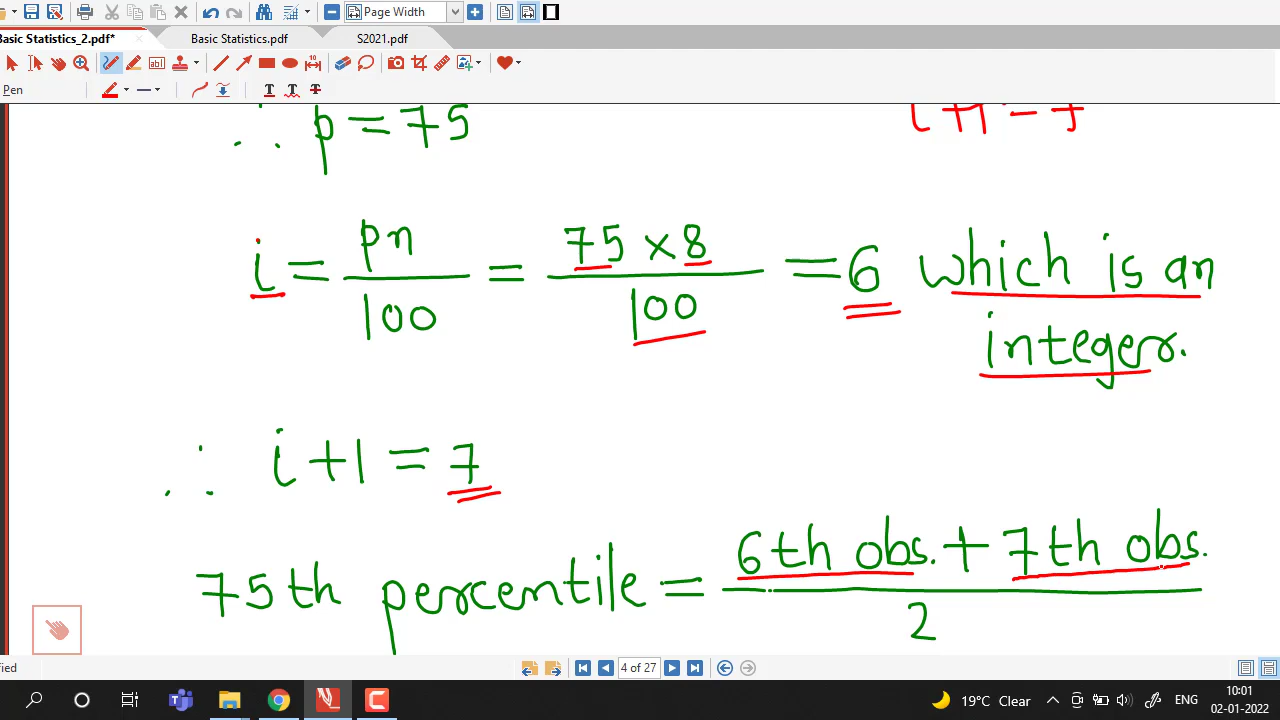 Page Width
Basic Statistics_2.pdf*
Basic Statistics.pdf
S2021.pdf
Pen
∴ p = 75
i + 1 = 7
i = pn/100 = 75 × 8/100 = 6 which is an
integer.
∴ i + 1 = 7
75th percentile = 6th obs. + 7th obs./2
4 of 27
19°C Clear
ENG
10:01
02-01-2022